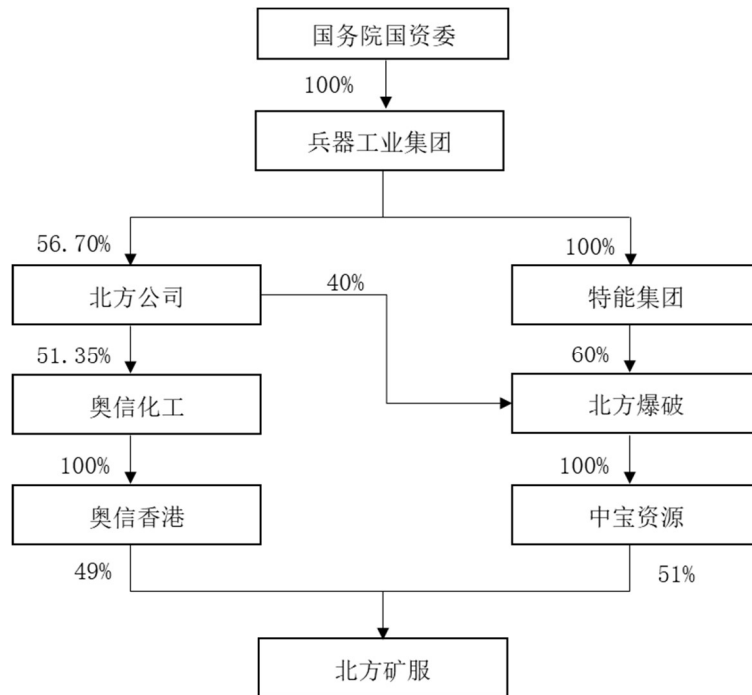 国务院国资委
100%
兵器工业集团
56.70%
100%
北方公司
40%
特能集团
51.35%
60%
奥信化工
北方爆破
100%
100%
奥信香港
中宝资源
49%
51%
北方矿服